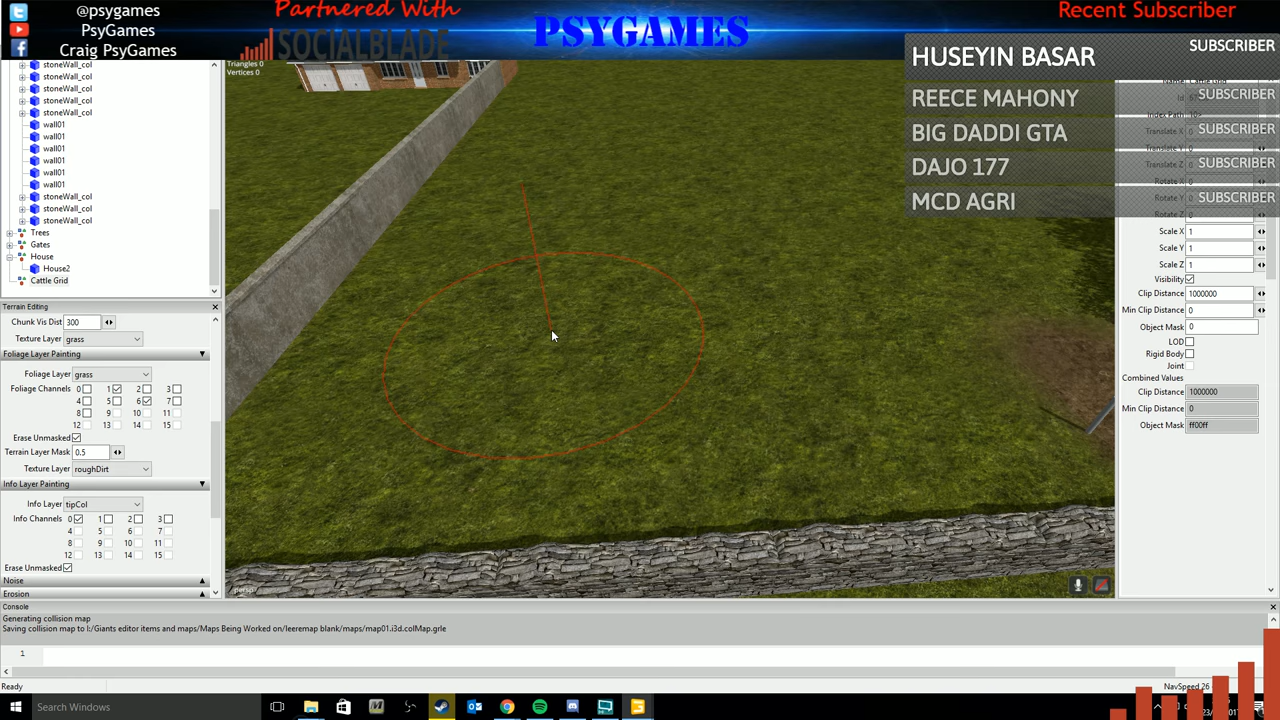 @psygames
PsyGames
Craig PsyGames
Partnered With
SOCIALBLADE
PSYGAMES
Recent Subscriber
HUSEYIN BASAR SUBSCRIBER
REECE MAHONY SUBSCRIBER
BIG DADDI GTA SUBSCRIBER
DAJO 177 SUBSCRIBER
MCD AGRI SUBSCRIBER
Triangles 0
Vertices 0
stoneWall_col
stoneWall_col
stoneWall_col
stoneWall_col
stoneWall_col
wall01
wall01
wall01
wall01
wall01
wall01
stoneWall_col
stoneWall_col
stoneWall_col
Trees
Gates
House
House2
Cattle Grid
Terrain Editing
Chunk Vis Dist 300
Texture Layer grass
Foliage Layer Painting
Foliage Layer grass
Foliage Channels 0 1 2 3
4 5 6 7
8 9 10 11
12 13 14 15
Erase Unmasked
Terrain Layer Mask 0.5
Texture Layer roughDirt
Info Layer Painting
Info Layer tipCol
Info Channels 0 1 2 3
4 5 6 7
8 9 10 11
12 13 14 15
Erase Unmasked
Noise
Erosion
persp
Translate X
Translate Y
Translate Z
Rotate X
Rotate Y
Rotate Z
Scale X 1
Scale Y 1
Scale Z 1
Visibility
Clip Distance 1000000
Min Clip Distance 0
Object Mask 0
LOD
Rigid Body
Joint
Combined Values
Clip Distance 1000000
Min Clip Distance 0
Object Mask ff00ff
Console
Generating collision map
Saving collision map to I:/Giants editor items and maps/Maps Being Worked on/leeremap blank/maps/map01.i3d.colMap.grle
1
Ready
NavSpeed 26
Search Windows